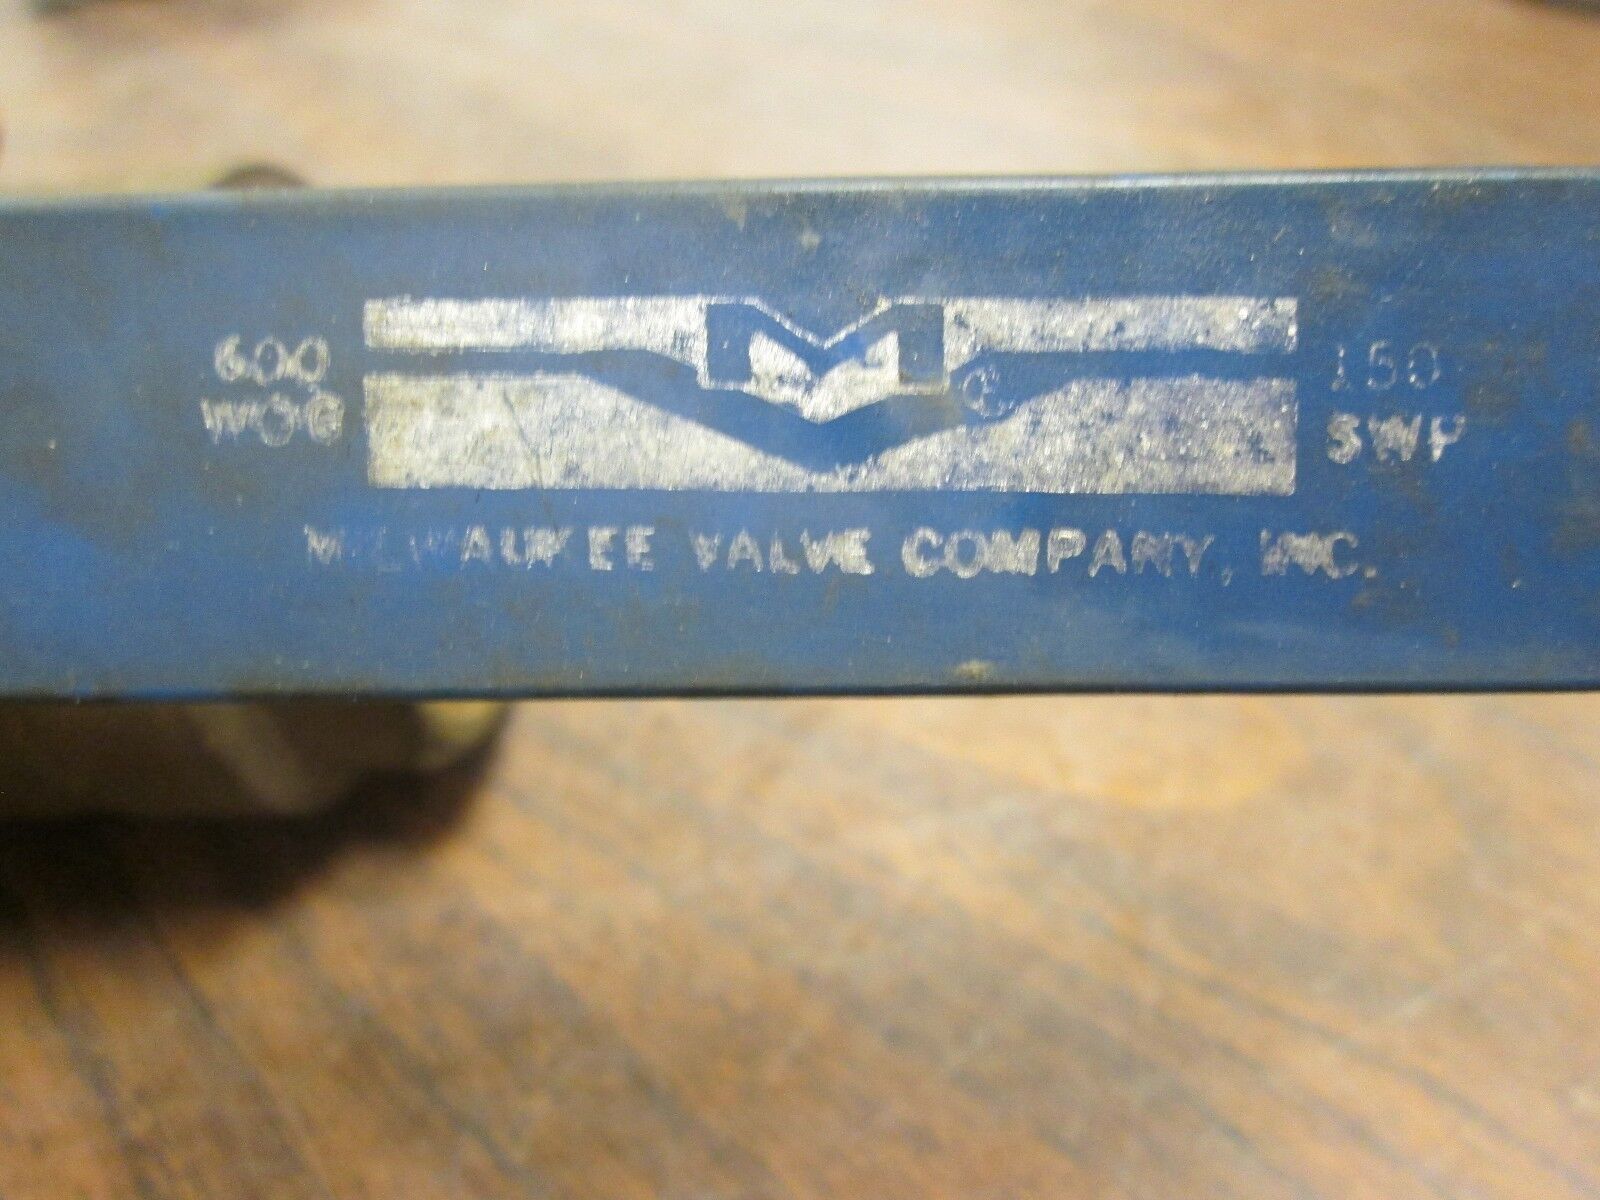 600
WOG
M
C
150
SWP
MILWAUKEE VALVE COMPANY, INC.